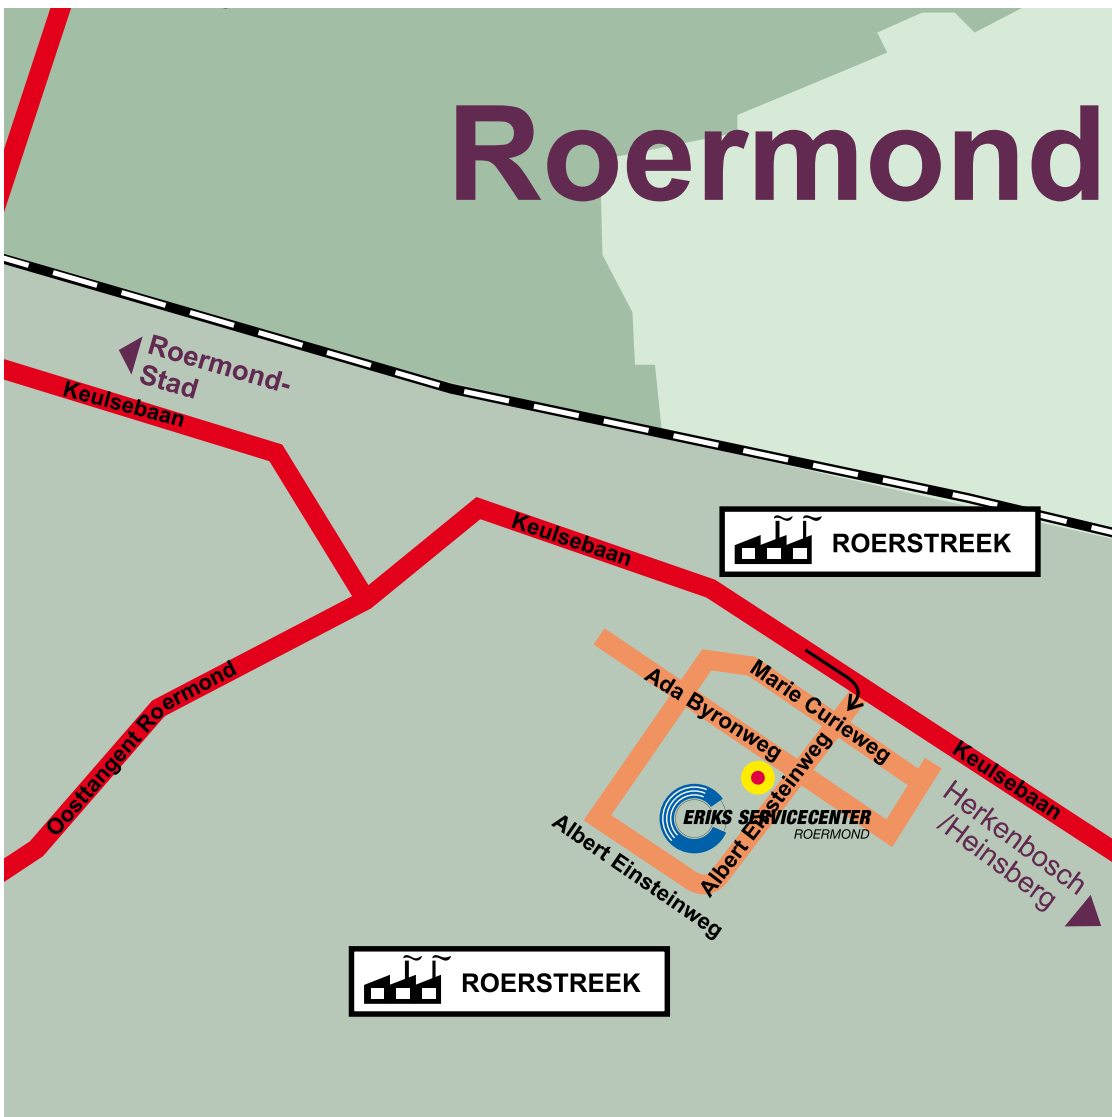 Roermond
Roermond-
Stad
Keulsebaan
Keulsebaan
ROERSTREEK
Oosttangent Roermond
Ada Byronweg
Marie Curieweg
Keulsebaan
Albert Einsteinweg
ERIKS SERVICECENTER
ROERMOND
Albert Einsteinweg
Herkenbosch
/Heinsberg
ROERSTREEK